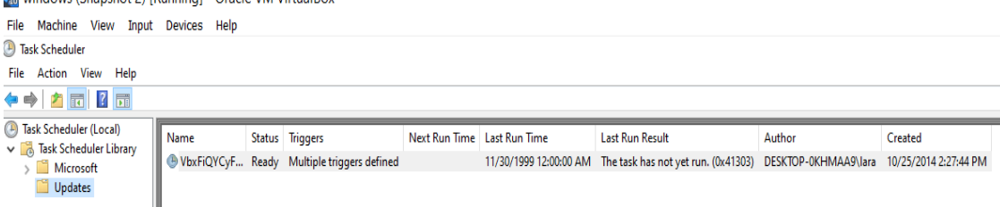 Windows (Snapshot 2) [Running] - Oracle VM VirtualBox
File Machine View Input Devices Help
Task Scheduler
File Action View Help
Task Scheduler (Local)
Task Scheduler Library
Microsoft
Updates
Name Status Triggers Next Run Time Last Run Time Last Run Result Author Created
VbxFiQYCyF... Ready Multiple triggers defined 11/30/1999 12:00:00 AM The task has not yet run. (0x41303) DESKTOP-0KHMAA9\lara 10/25/2014 2:27:44 PM